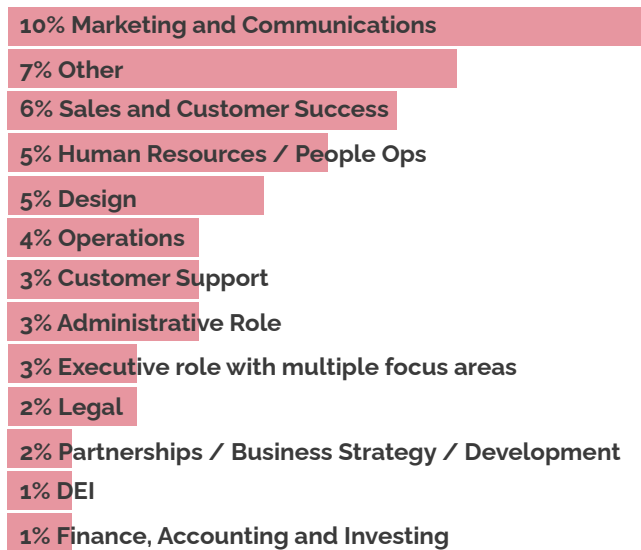 10% Marketing and Communications
7% Other
6% Sales and Customer Success
5% Human Resources / People Ops
5% Design
4% Operations
3% Customer Support
3% Administrative Role
3% Executive role with multiple focus areas
2% Legal
2% Partnerships / Business Strategy / Development
1% DEI
1% Finance, Accounting and Investing